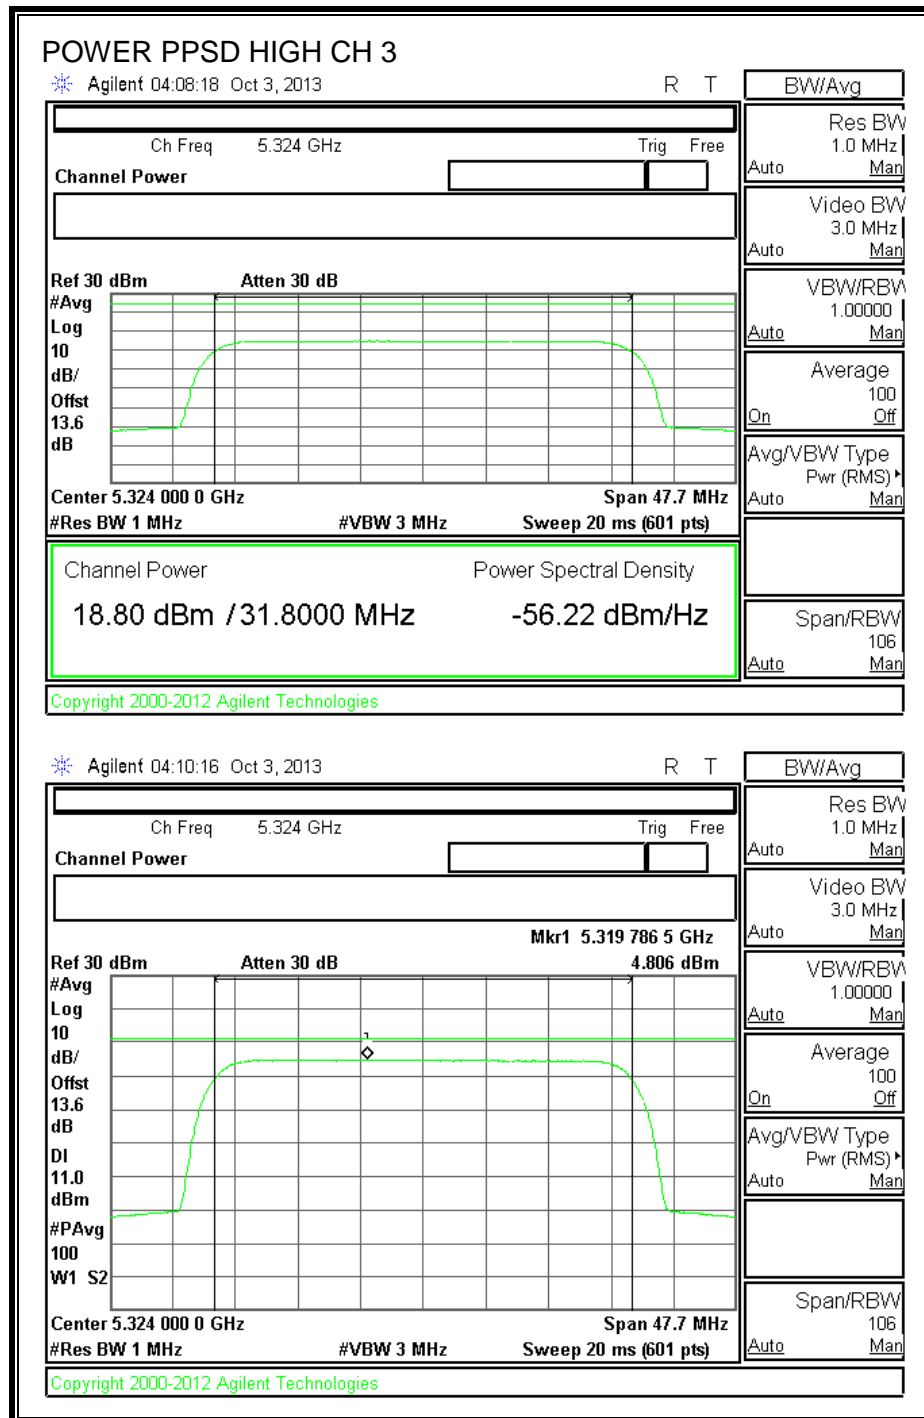 POWER PPSD HIGH CH 3
Agilent 04:08:18 Oct 3, 2013 R T
BW/Avg
Ch Freq 5.324 GHz Trig Free
Channel Power
Res BW
1.0 MHz
Auto Man
Video BW
3.0 MHz
Auto Man
Ref 30 dBm Atten 30 dB
#Avg
Log
10
dB/
Offst
13.6
dB
VBW/RBW
1.00000
Auto Man
Average
100
On Off
Avg/VBW Type
Pwr (RMS)
Auto Man
Center 5.324 000 0 GHz Span 47.7 MHz
#Res BW 1 MHz #VBW 3 MHz Sweep 20 ms (601 pts)
Channel Power Power Spectral Density
18.80 dBm / 31.8000 MHz -56.22 dBm/Hz
Span/RBW
106
Auto Man
Copyright 2000-2012 Agilent Technologies
Agilent 04:10:16 Oct 3, 2013 R T
BW/Avg
Ch Freq 5.324 GHz Trig Free
Channel Power
Res BW
1.0 MHz
Auto Man
Video BW
3.0 MHz
Auto Man
Mkr1 5.319 786 5 GHz
Ref 30 dBm Atten 30 dB 4.806 dBm
#Avg
Log
10
dB/
Offst
13.6
dB
DI
11.0
dBm
#PAvg
100
W1 S2
1
VBW/RBW
1.00000
Auto Man
Average
100
On Off
Avg/VBW Type
Pwr (RMS)
Auto Man
Center 5.324 000 0 GHz Span 47.7 MHz
#Res BW 1 MHz #VBW 3 MHz Sweep 20 ms (601 pts)
Span/RBW
106
Auto Man
Copyright 2000-2012 Agilent Technologies